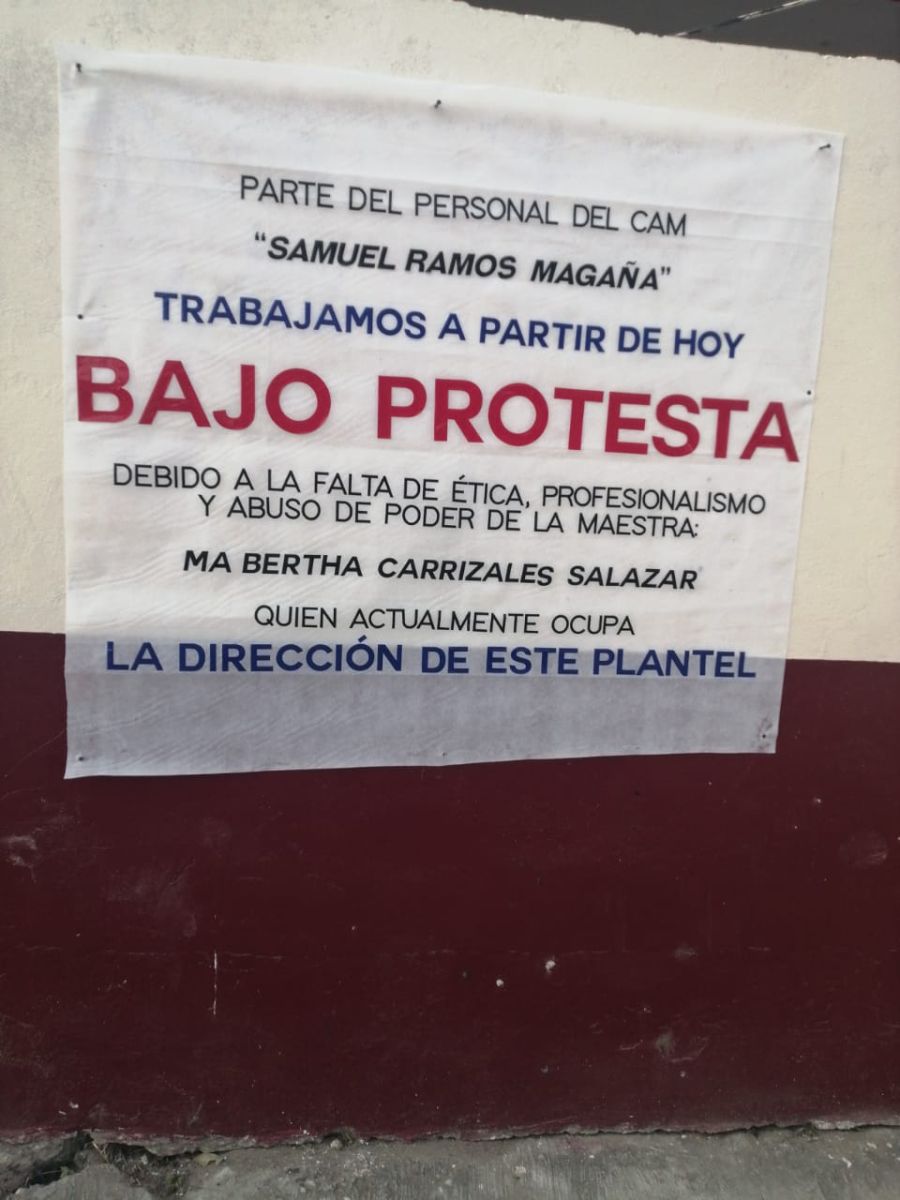 PARTE DEL PERSONAL DEL CAM
"SAMUEL RAMOS MAGAÑA"
TRABAJAMOS A PARTIR DE HOY
BAJO PROTESTA
DEBIDO A LA FALTA DE ÉTICA, PROFESIONALISMO
Y ABUSO DE PODER DE LA MAESTRA:
MA BERTHA CARRIZALES SALAZAR
QUIEN ACTUALMENTE OCUPA
LA DIRECCIÓN DE ESTE PLANTEL